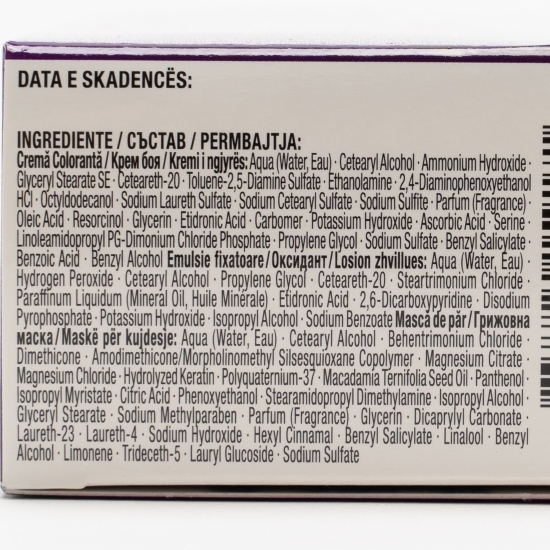 DATA E SKADENCËS:
INGREDIENTE / СЪСТАВ / PERMBAJTJA:
Cremă Colorantă / Крем боя / Kremi i ngjyrës: Aqua (Water, Eau) · Cetearyl Alcohol · Ammonium Hydroxide ·
Glyceryl Stearate SE · Ceteareth-20 · Toluene-2,5-Diamine Sulfate · Ethanolamine · 2,4-Diaminophenoxyethanol
HCl · Octyldodecanol · Sodium Laureth Sulfate · Sodium Cetearyl Sulfate · Sodium Sulfite · Parfum (Fragrance) ·
Oleic Acid · Resorcinol · Glycerin · Etidronic Acid · Carbomer · Potassium Hydroxide · Ascorbic Acid · Serine ·
Linoleamidopropyl PG-Dimonium Chloride Phosphate · Propylene Glycol · Sodium Sulfate · Benzyl Salicylate ·
Benzoic Acid · Benzyl Alcohol Emulsie fixatoare / Оксидант / Losion zhvillues: Aqua (Water, Eau) ·
Hydrogen Peroxide · Cetearyl Alcohol · Propylene Glycol · Ceteareth-20 · Steartrimonium Chloride ·
Paraffinum Liquidum (Mineral Oil, Huile Minérale) · Etidronic Acid · 2,6-Dicarboxypyridine · Disodium
Pyrophosphate · Potassium Hydroxide · Isopropyl Alcohol · Sodium Benzoate Mască de păr / Грижовна
маска / Maskë për kujdesje: Aqua (Water, Eau) · Cetearyl Alcohol · Behentrimonium Chloride ·
Dimethicone · Amodimethicone/Morpholinomethyl Silsesquioxane Copolymer · Magnesium Citrate ·
Magnesium Chloride · Hydrolyzed Keratin · Polyquaternium-37 · Macadamia Ternifolia Seed Oil · Panthenol ·
Isopropyl Myristate · Citric Acid · Phenoxyethanol · Stearamidopropyl Dimethylamine · Isopropyl Alcohol ·
Glyceryl Stearate · Sodium Methylparaben · Parfum (Fragrance) · Glycerin · Dicaprylyl Carbonate ·
Laureth-23 · Laureth-4 · Sodium Hydroxide · Hexyl Cinnamal · Benzyl Salicylate · Linalool · Benzyl
Alcohol · Limonene · Trideceth-5 · Lauryl Glucoside · Sodium Sulfate